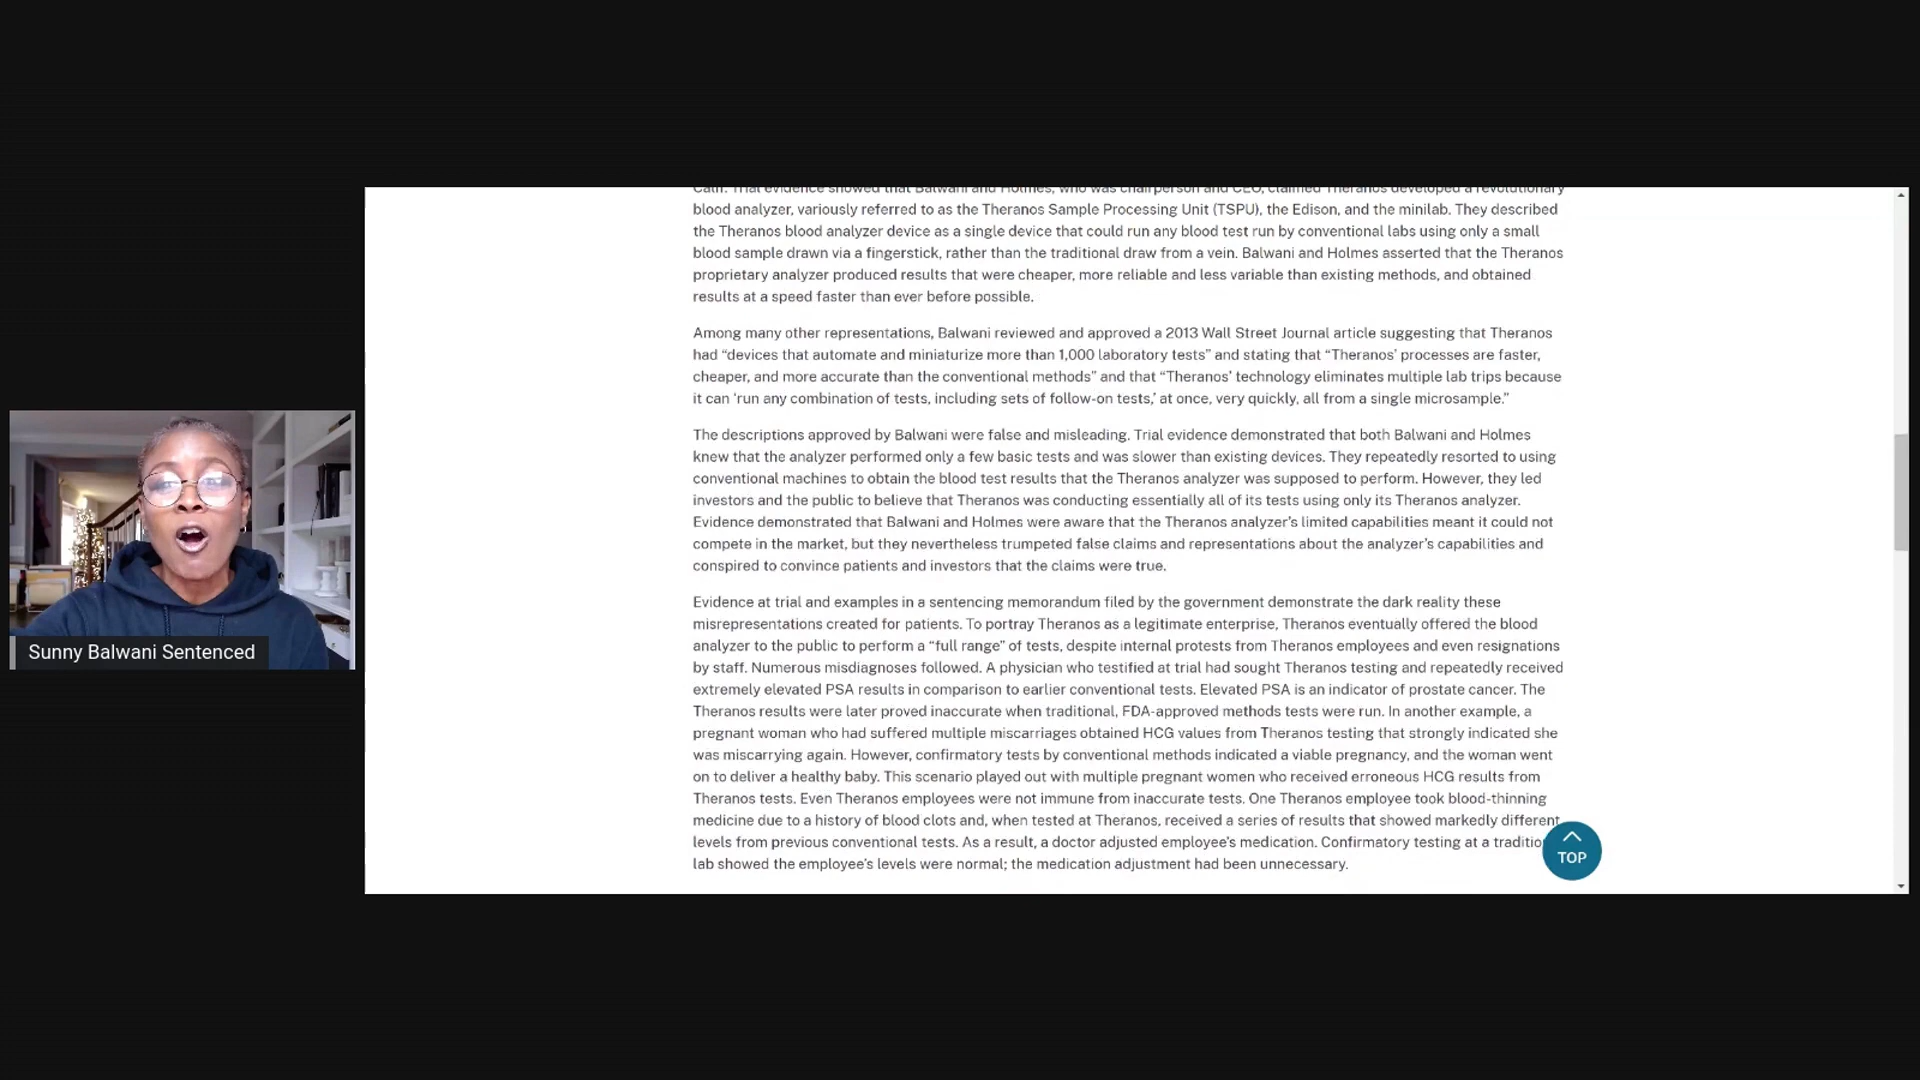 Calif. Trial evidence showed that Balwani and Holmes, who was chairperson and CEO, claimed Theranos developed a revolutionary
blood analyzer, variously referred to as the Theranos Sample Processing Unit (TSPU), the Edison, and the minilab. They described
the Theranos blood analyzer device as a single device that could run any blood test run by conventional labs using only a small
blood sample drawn via a fingerstick, rather than the traditional draw from a vein. Balwani and Holmes asserted that the Theranos
proprietary analyzer produced results that were cheaper, more reliable and less variable than existing methods, and obtained
results at a speed faster than ever before possible.
Among many other representations, Balwani reviewed and approved a 2013 Wall Street Journal article suggesting that Theranos
had “devices that automate and miniaturize more than 1,000 laboratory tests” and stating that “Theranos’ processes are faster,
cheaper, and more accurate than the conventional methods” and that “Theranos’ technology eliminates multiple lab trips because
it can ‘run any combination of tests, including sets of follow-on tests,’ at once, very quickly, all from a single microsample.”
The descriptions approved by Balwani were false and misleading. Trial evidence demonstrated that both Balwani and Holmes
knew that the analyzer performed only a few basic tests and was slower than existing devices. They repeatedly resorted to using
conventional machines to obtain the blood test results that the Theranos analyzer was supposed to perform. However, they led
investors and the public to believe that Theranos was conducting essentially all of its tests using only its Theranos analyzer.
Evidence demonstrated that Balwani and Holmes were aware that the Theranos analyzer’s limited capabilities meant it could not
compete in the market, but they nevertheless trumpeted false claims and representations about the analyzer’s capabilities and
conspired to convince patients and investors that the claims were true.
Evidence at trial and examples in a sentencing memorandum filed by the government demonstrate the dark reality these
misrepresentations created for patients. To portray Theranos as a legitimate enterprise, Theranos eventually offered the blood
analyzer to the public to perform a “full range” of tests, despite internal protests from Theranos employees and even resignations
by staff. Numerous misdiagnoses followed. A physician who testified at trial had sought Theranos testing and repeatedly received
extremely elevated PSA results in comparison to earlier conventional tests. Elevated PSA is an indicator of prostate cancer. The
Theranos results were later proved inaccurate when traditional, FDA-approved methods tests were run. In another example, a
pregnant woman who had suffered multiple miscarriages obtained HCG values from Theranos testing that strongly indicated she
was miscarrying again. However, confirmatory tests by conventional methods indicated a viable pregnancy, and the woman went
on to deliver a healthy baby. This scenario played out with multiple pregnant women who received erroneous HCG results from
Theranos tests. Even Theranos employees were not immune from inaccurate tests. One Theranos employee took blood-thinning
medicine due to a history of blood clots and, when tested at Theranos, received a series of results that showed markedly different
levels from previous conventional tests. As a result, a doctor adjusted employee's medication. Confirmatory testing at a traditio
lab showed the employee’s levels were normal; the medication adjustment had been unnecessary.
TOP
Sunny Balwani Sentenced